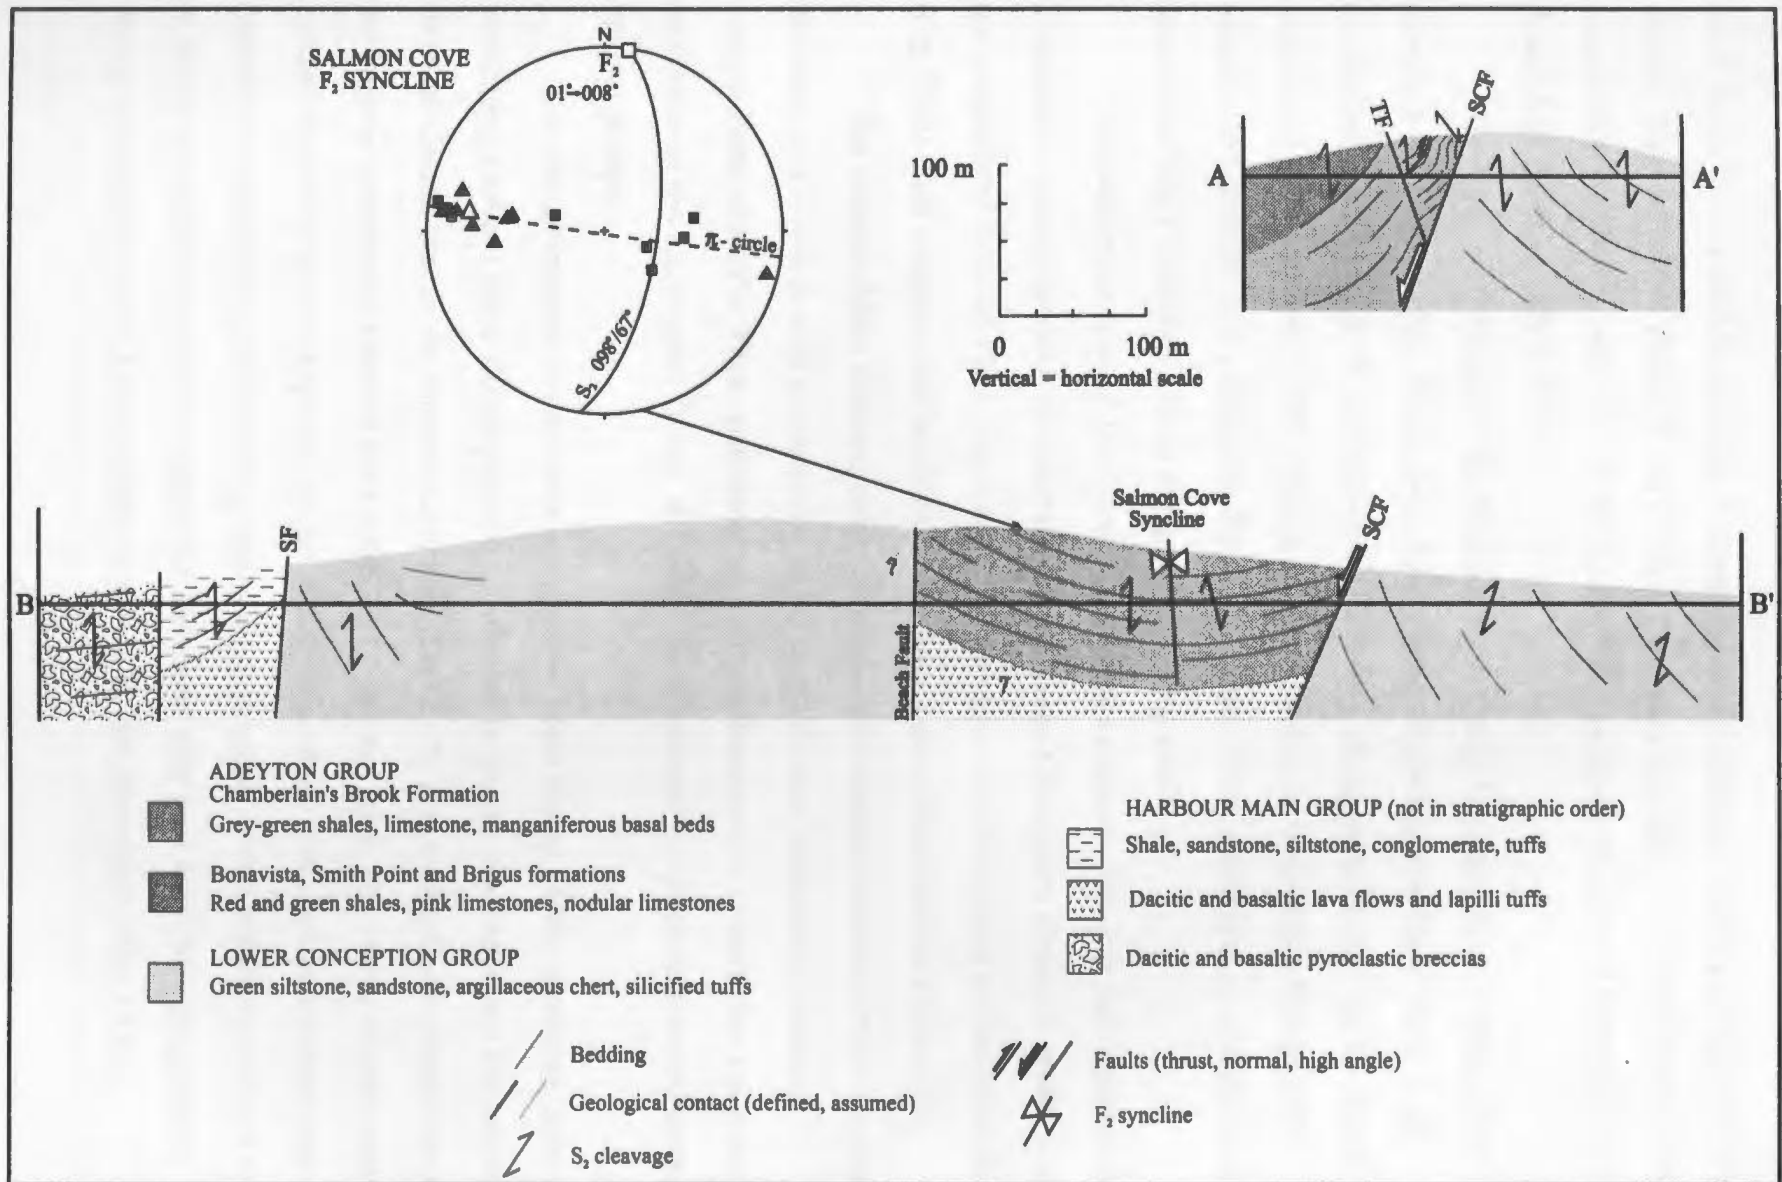 SALMON COVE
F₂ SYNCLINE
N
F₂
01°→008°
π - circle
S₂ 098°/67°
100 m
0 100 m
Vertical = horizontal scale
TF
SCF
A
A'
Salmon Cove
Syncline
SF
SCF
B
?
?
Beach Fault
B'
ADEYTON GROUP
Chamberlain's Brook Formation
Grey-green shales, limestone, manganiferous basal beds
Bonavista, Smith Point and Brigus formations
Red and green shales, pink limestones, nodular limestones
LOWER CONCEPTION GROUP
Green siltstone, sandstone, argillaceous chert, silicified tuffs
HARBOUR MAIN GROUP (not in stratigraphic order)
Shale, sandstone, siltstone, conglomerate, tuffs
Dacitic and basaltic lava flows and lapilli tuffs
Dacitic and basaltic pyroclastic breccias
Bedding
Geological contact (defined, assumed)
S₂ cleavage
Faults (thrust, normal, high angle)
F₂ syncline